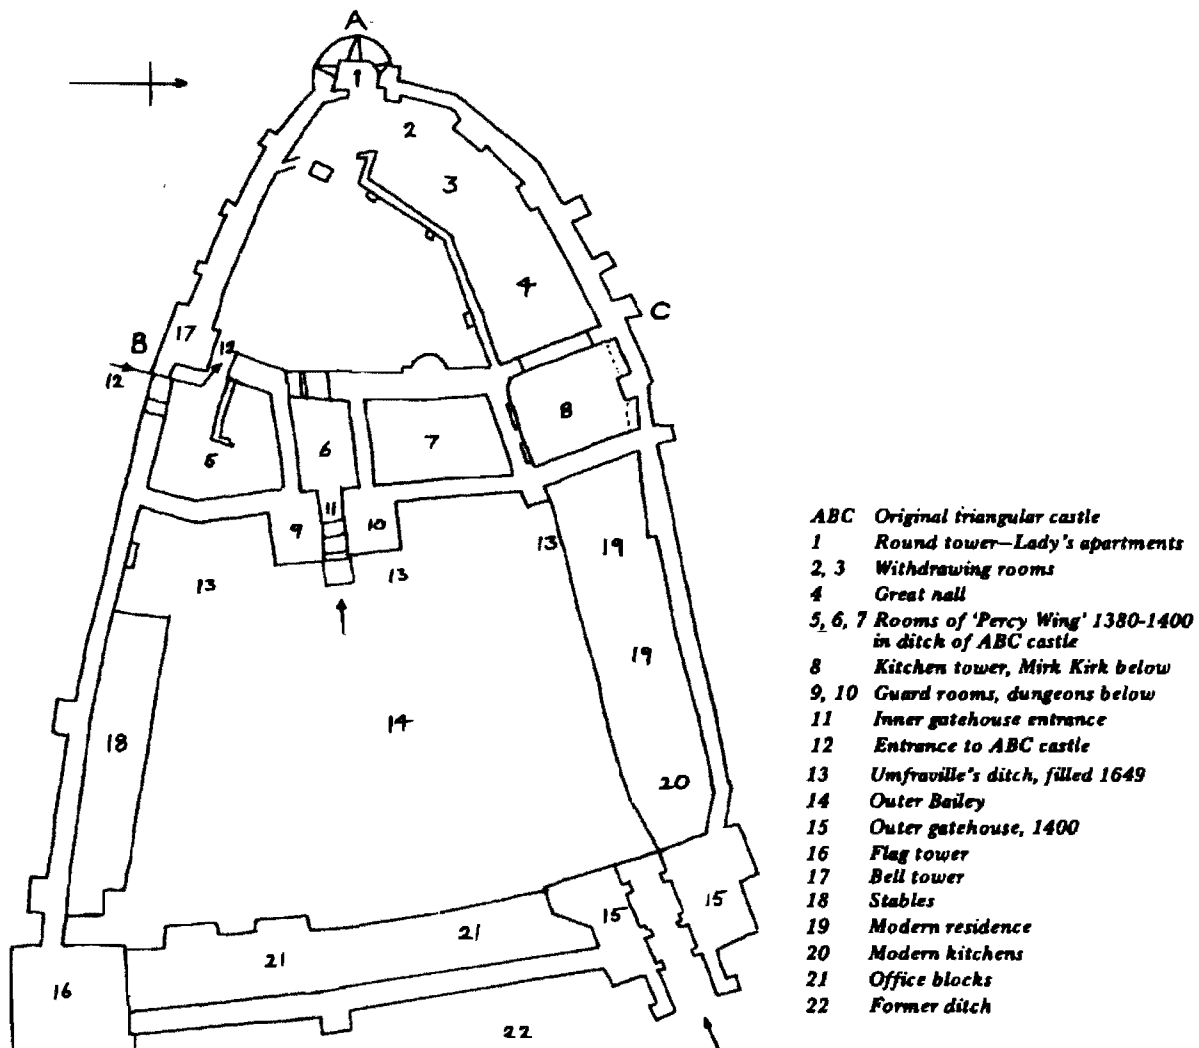 A
1
2
3
4
C
B
17
12
12
8
5
6
7
11
9
10
13
19
13
13
19
14
18
20
15
15
21
21
16
22
ABC Original triangular castle
1 Round tower—Lady's apartments
2, 3 Withdrawing rooms
4 Great nall
5, 6, 7 Rooms of 'Percy Wing' 1380-1400
in ditch of ABC castle
8 Kitchen tower, Mirk Kirk below
9, 10 Guard rooms, dungeons below
11 Inner gatehouse entrance
12 Entrance to ABC castle
13 Umfraville's ditch, filled 1649
14 Outer Bailey
15 Outer gatehouse, 1400
16 Flag tower
17 Bell tower
18 Stables
19 Modern residence
20 Modern kitchens
21 Office blocks
22 Former ditch